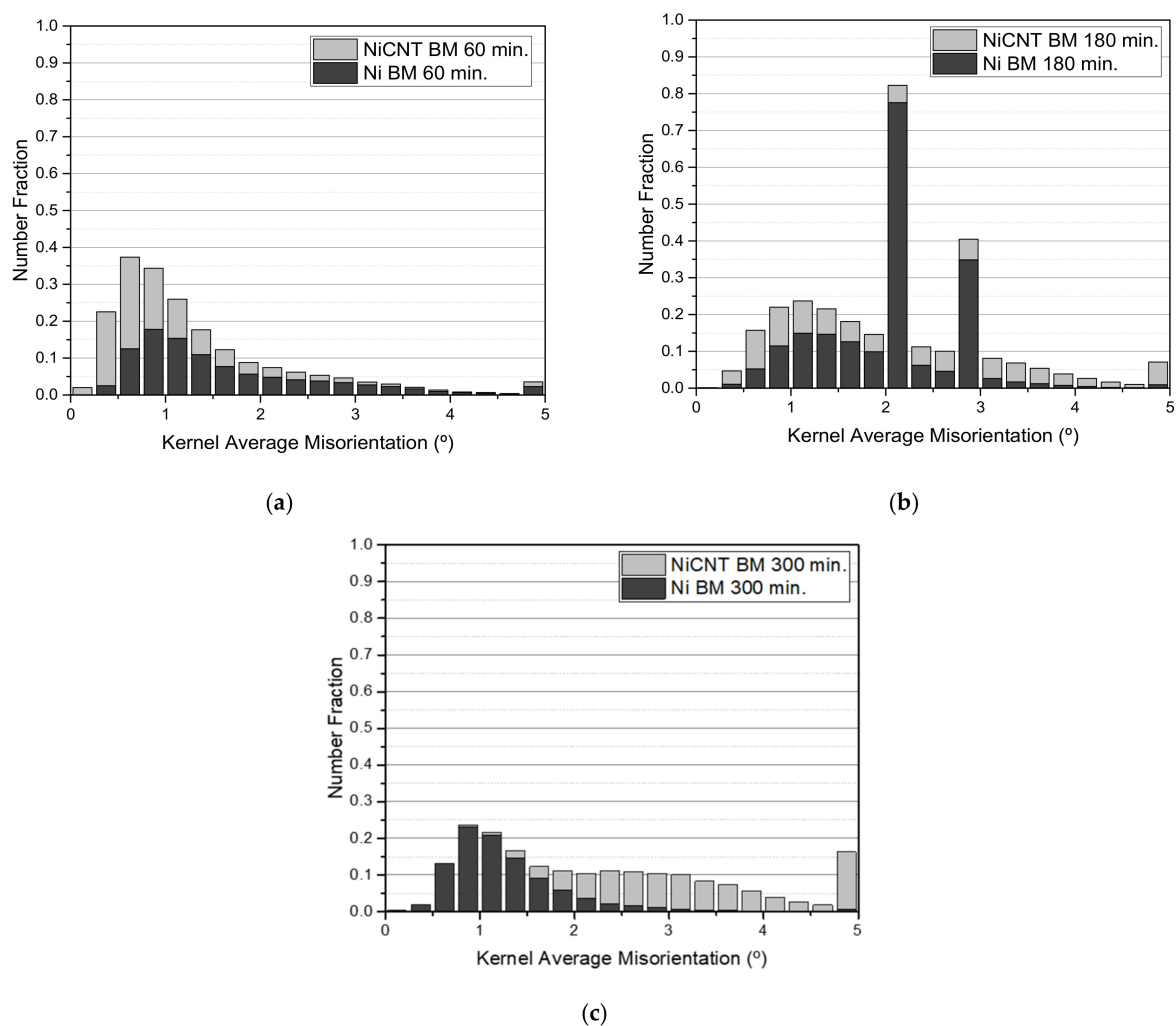 NiCNT BM 60 min.
Ni BM 60 min.
1.0
0.9
0.8
0.7
0.6
0.5
0.4
0.3
0.2
0.1
0.0
Number Fraction
0 1 2 3 4 5
Kernel Average Misorientation (º)
(a)
NiCNT BM 180 min.
Ni BM 180 min.
1.0
0.9
0.8
0.7
0.6
0.5
0.4
0.3
0.2
0.1
0.0
Number Fraction
0 1 2 3 4 5
Kernel Average Misorientation (º)
(b)
NiCNT BM 300 min.
Ni BM 300 min.
1.0
0.9
0.8
0.7
0.6
0.5
0.4
0.3
0.2
0.1
0.0
Number Fraction
0 1 2 3 4 5
Kernel Average Misorientation (º)
(c)